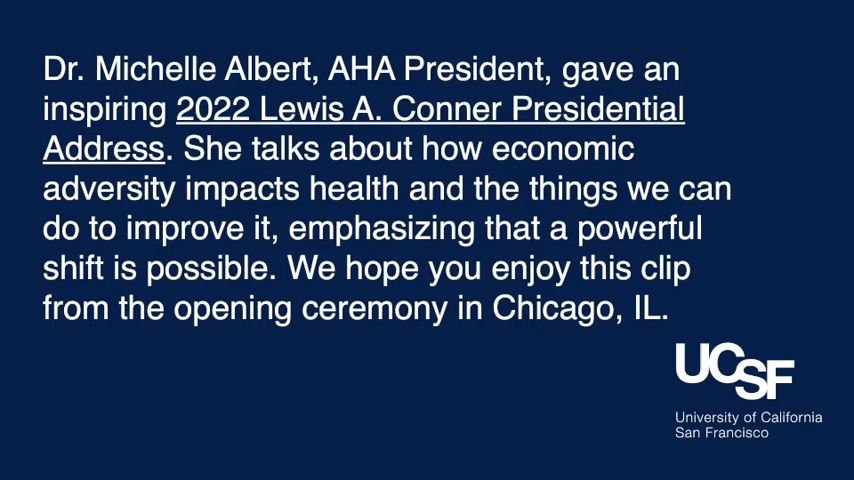 Dr. Michelle Albert, AHA President, gave an
inspiring 2022 Lewis A. Conner Presidential
Address. She talks about how economic
adversity impacts health and the things we can
do to improve it, emphasizing that a powerful
shift is possible. We hope you enjoy this clip
from the opening ceremony in Chicago, IL.
UCSF
University of California
San Francisco